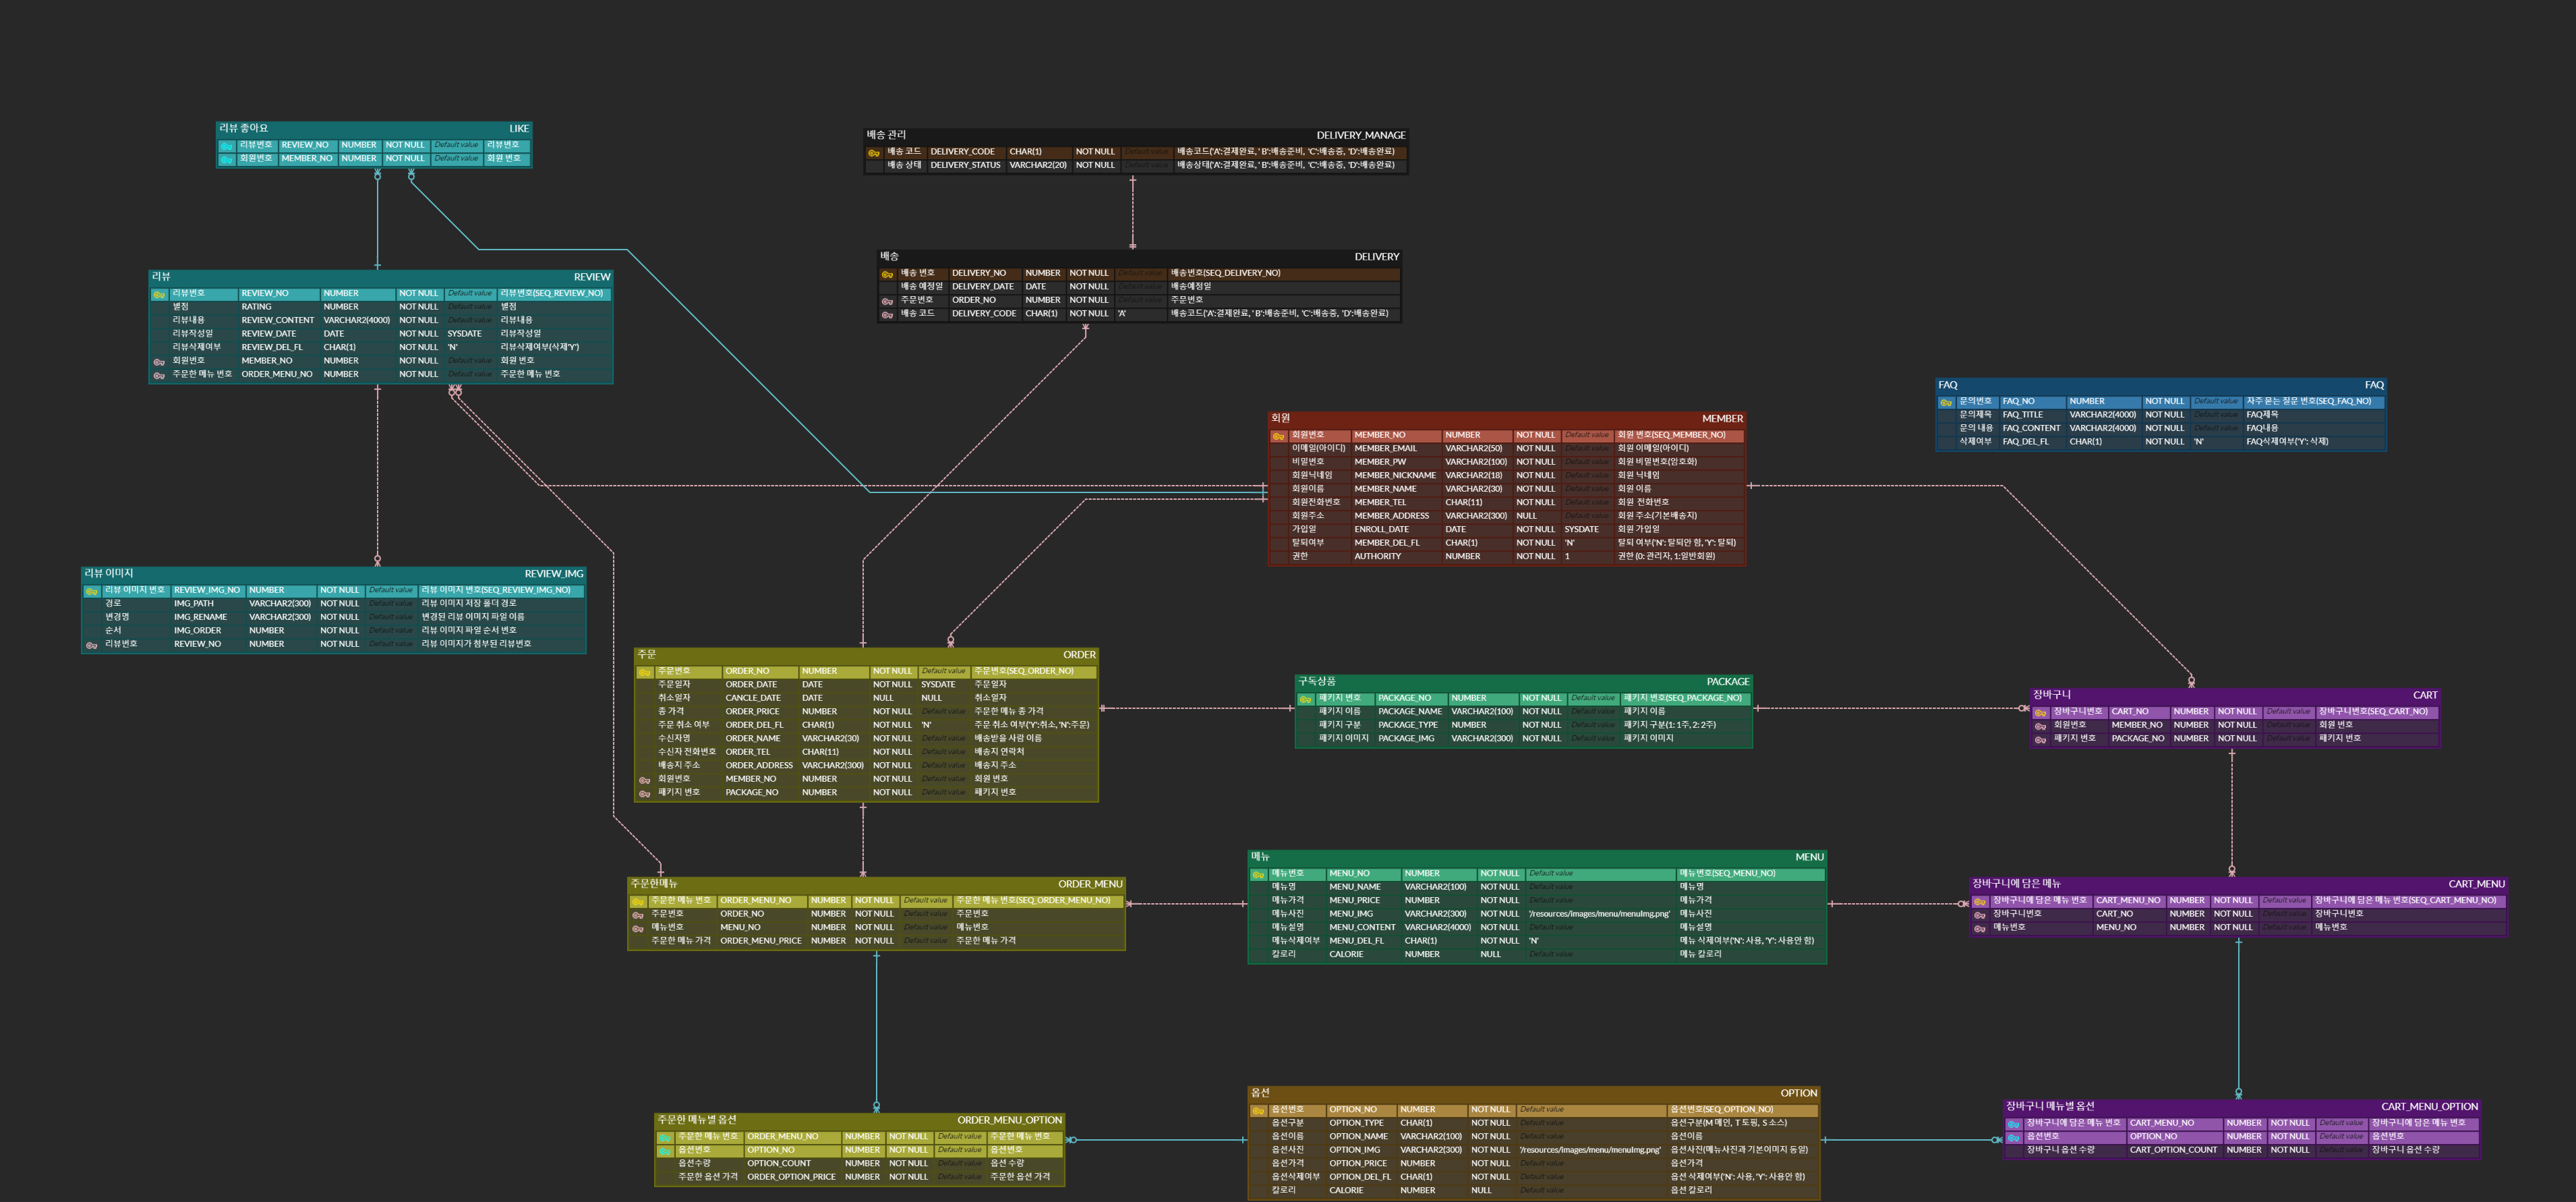 리뷰 좋아요 LIKE
리뷰번호 REVIEW_NO NUMBER NOT NULL Default value 리뷰번호
회원번호 MEMBER_NO NUMBER NOT NULL Default value 회원 번호
배송 관리 DELIVERY_MANAGE
배송 코드 DELIVERY_CODE CHAR(1) NOT NULL Default value 배송코드('A':결제완료, ' B':배송준비, 'C':배송중, 'D':배송완료)
배송 상태 DELIVERY_STATUS VARCHAR2(20) NOT NULL Default value 배송상태('A':결제완료, ' B':배송준비, 'C':배송중, 'D':배송완료)
배송 DELIVERY
배송 번호 DELIVERY_NO NUMBER NOT NULL Default value 배송번호(SEQ_DELIVERY_NO)
배송 예정일 DELIVERY_DATE DATE NOT NULL Default value 배송예정일
주문번호 ORDER_NO NUMBER NOT NULL Default value 주문번호
배송 코드 DELIVERY_CODE CHAR(1) NOT NULL 'A' 배송코드('A':결제완료, ' B':배송준비, 'C':배송중, 'D':배송완료)
리뷰 REVIEW
리뷰번호 REVIEW_NO NUMBER NOT NULL Default value 리뷰번호(SEQ_REVIEW_NO)
별점 RATING NUMBER NOT NULL Default value 별점
리뷰내용 REVIEW_CONTENT VARCHAR2(4000) NOT NULL Default value 리뷰내용
리뷰작성일 REVIEW_DATE DATE NOT NULL SYSDATE 리뷰작성일
리뷰삭제여부 REVIEW_DEL_FL CHAR(1) NOT NULL 'N' 리뷰삭제여부(삭제'Y')
회원번호 MEMBER_NO NUMBER NOT NULL Default value 회원 번호
주문한 메뉴 번호 ORDER_MENU_NO NUMBER NOT NULL Default value 주문한 메뉴 번호
FAQ FAQ
문의번호 FAQ_NO NUMBER NOT NULL Default value 자주 묻는 질문 번호(SEQ_FAQ_NO)
문의제목 FAQ_TITLE VARCHAR2(4000) NOT NULL Default value FAQ제목
문의 내용 FAQ_CONTENT VARCHAR2(4000) NOT NULL Default value FAQ내용
삭제여부 FAQ_DEL_FL CHAR(1) NOT NULL 'N' FAQ삭제여부('Y': 삭제)
회원 MEMBER
회원번호 MEMBER_NO NUMBER NOT NULL Default value 회원 번호(SEQ_MEMBER_NO)
이메일(아이디) MEMBER_EMAIL VARCHAR2(50) NOT NULL Default value 회원 이메일(아이디)
비밀번호 MEMBER_PW VARCHAR2(100) NOT NULL Default value 회원 비밀번호(암호화)
회원닉네임 MEMBER_NICKNAME VARCHAR2(18) NOT NULL Default value 회원 닉네임
회원이름 MEMBER_NAME VARCHAR2(30) NOT NULL Default value 회원 이름
회원전화번호 MEMBER_TEL CHAR(11) NOT NULL Default value 회원 전화번호
회원주소 MEMBER_ADDRESS VARCHAR2(300) NULL Default value 회원 주소(기본배송지)
가입일 ENROLL_DATE DATE NOT NULL SYSDATE 회원 가입일
탈퇴여부 MEMBER_DEL_FL CHAR(1) NOT NULL 'N' 탈퇴 여부('N': 탈퇴안 함, 'Y': 탈퇴)
권한 AUTHORITY NUMBER NOT NULL 1 권한 (0: 관리자, 1:일반회원)
리뷰 이미지 REVIEW_IMG
리뷰 이미지 번호 REVIEW_IMG_NO NUMBER NOT NULL Default value 리뷰 이미지 번호(SEQ_REVIEW_IMG_NO)
경로 IMG_PATH VARCHAR2(300) NOT NULL Default value 리뷰 이미지 저장 폴더 경로
변경명 IMG_RENAME VARCHAR2(300) NOT NULL Default value 변경된 리뷰 이미지 파일 이름
순서 IMG_ORDER NUMBER NOT NULL Default value 리뷰 이미지 파일 순서 번호
리뷰번호 REVIEW_NO NUMBER NOT NULL Default value 리뷰 이미지가 첨부된 리뷰번호
주문 ORDER
주문번호 ORDER_NO NUMBER NOT NULL Default value 주문번호(SEQ_ORDER_NO)
주문일자 ORDER_DATE DATE NOT NULL SYSDATE 주문일자
취소일자 CANCLE_DATE DATE NULL NULL 취소일자
총 가격 ORDER_PRICE NUMBER NOT NULL Default value 주문한 메뉴 총 가격
주문 취소 여부 ORDER_DEL_FL CHAR(1) NOT NULL 'N' 주문 취소 여부('Y':취소, 'N':주문)
수신자명 ORDER_NAME VARCHAR2(30) NOT NULL Default value 배송받을 사람 이름
수신자 전화번호 ORDER_TEL CHAR(11) NOT NULL Default value 배송지 연락처
배송지 주소 ORDER_ADDRESS VARCHAR2(300) NOT NULL Default value 배송지 주소
회원번호 MEMBER_NO NUMBER NOT NULL Default value 회원 번호
패키지 번호 PACKAGE_NO NUMBER NOT NULL Default value 패키지 번호
구독상품 PACKAGE
패키지 번호 PACKAGE_NO NUMBER NOT NULL Default value 패키지 번호(SEQ_PACKAGE_NO)
패키지 이름 PACKAGE_NAME VARCHAR2(100) NOT NULL Default value 패키지 이름
패키지 구분 PACKAGE_TYPE NUMBER NOT NULL Default value 패키지 구분(1: 1주, 2: 2주)
패키지 이미지 PACKAGE_IMG VARCHAR2(300) NOT NULL Default value 패키지 이미지
장바구니 CART
장바구니번호 CART_NO NUMBER NOT NULL Default value 장바구니번호(SEQ_CART_NO)
회원번호 MEMBER_NO NUMBER NOT NULL Default value 회원 번호
패키지 번호 PACKAGE_NO NUMBER NOT NULL Default value 패키지 번호
주문한메뉴 ORDER_MENU
주문한 메뉴 번호 ORDER_MENU_NO NUMBER NOT NULL Default value 주문한 메뉴 번호(SEQ_ORDER_MENU_NO)
주문번호 ORDER_NO NUMBER NOT NULL Default value 주문번호
메뉴번호 MENU_NO NUMBER NOT NULL Default value 메뉴번호
주문한 메뉴 가격 ORDER_MENU_PRICE NUMBER NOT NULL Default value 주문한 메뉴 가격
메뉴 MENU
메뉴번호 MENU_NO NUMBER NOT NULL Default value 메뉴번호(SEQ_MENU_NO)
메뉴명 MENU_NAME VARCHAR2(100) NOT NULL Default value 메뉴명
메뉴가격 MENU_PRICE NUMBER NOT NULL Default value 메뉴가격
메뉴사진 MENU_IMG VARCHAR2(300) NOT NULL '/resources/images/menu/menuImg.png' 메뉴사진
메뉴설명 MENU_CONTENT VARCHAR2(4000) NOT NULL Default value 메뉴설명
메뉴삭제여부 MENU_DEL_FL CHAR(1) NOT NULL 'N' 메뉴 삭제여부('N': 사용, 'Y': 사용안 함)
칼로리 CALORIE NUMBER NULL Default value 메뉴 칼로리
장바구니에 담은 메뉴 CART_MENU
장바구니에 담은 메뉴 번호 CART_MENU_NO NUMBER NOT NULL Default value 장바구니에 담은 메뉴 번호(SEQ_CART_MENU_NO)
장바구니번호 CART_NO NUMBER NOT NULL Default value 장바구니번호
메뉴번호 MENU_NO NUMBER NOT NULL Default value 메뉴번호
주문한 메뉴별 옵션 ORDER_MENU_OPTION
주문한 메뉴 번호 ORDER_MENU_NO NUMBER NOT NULL Default value 주문한 메뉴 번호
옵션번호 OPTION_NO NUMBER NOT NULL Default value 옵션번호
옵션수량 OPTION_COUNT NUMBER NOT NULL Default value 옵션 수량
주문한 옵션 가격 ORDER_OPTION_PRICE NUMBER NOT NULL Default value 주문한 옵션 가격
옵션 OPTION
옵션번호 OPTION_NO NUMBER NOT NULL Default value 옵션번호(SEQ_OPTION_NO)
옵션구분 OPTION_TYPE CHAR(1) NOT NULL Default value 옵션구분(M 메인, T 토핑, S 소스)
옵션이름 OPTION_NAME VARCHAR2(100) NOT NULL Default value 옵션이름
옵션사진 OPTION_IMG VARCHAR2(300) NOT NULL '/resources/images/menu/menuImg.png' 옵션사진(메뉴사진과 기본이미지 동일)
옵션가격 OPTION_PRICE NUMBER NOT NULL Default value 옵션가격
옵션삭제여부 OPTION_DEL_FL CHAR(1) NOT NULL Default value 옵션 삭제여부('N': 사용, 'Y': 사용안 함)
칼로리 CALORIE NUMBER NULL Default value 옵션 칼로리
장바구니 메뉴별 옵션 CART_MENU_OPTION
장바구니에 담은 메뉴 번호 CART_MENU_NO NUMBER NOT NULL Default value 장바구니에 담은 메뉴 번호
옵션번호 OPTION_NO NUMBER NOT NULL Default value 옵션번호
장바구니 옵션 수량 CART_OPTION_COUNT NUMBER NOT NULL Default value 장바구니 옵션 수량